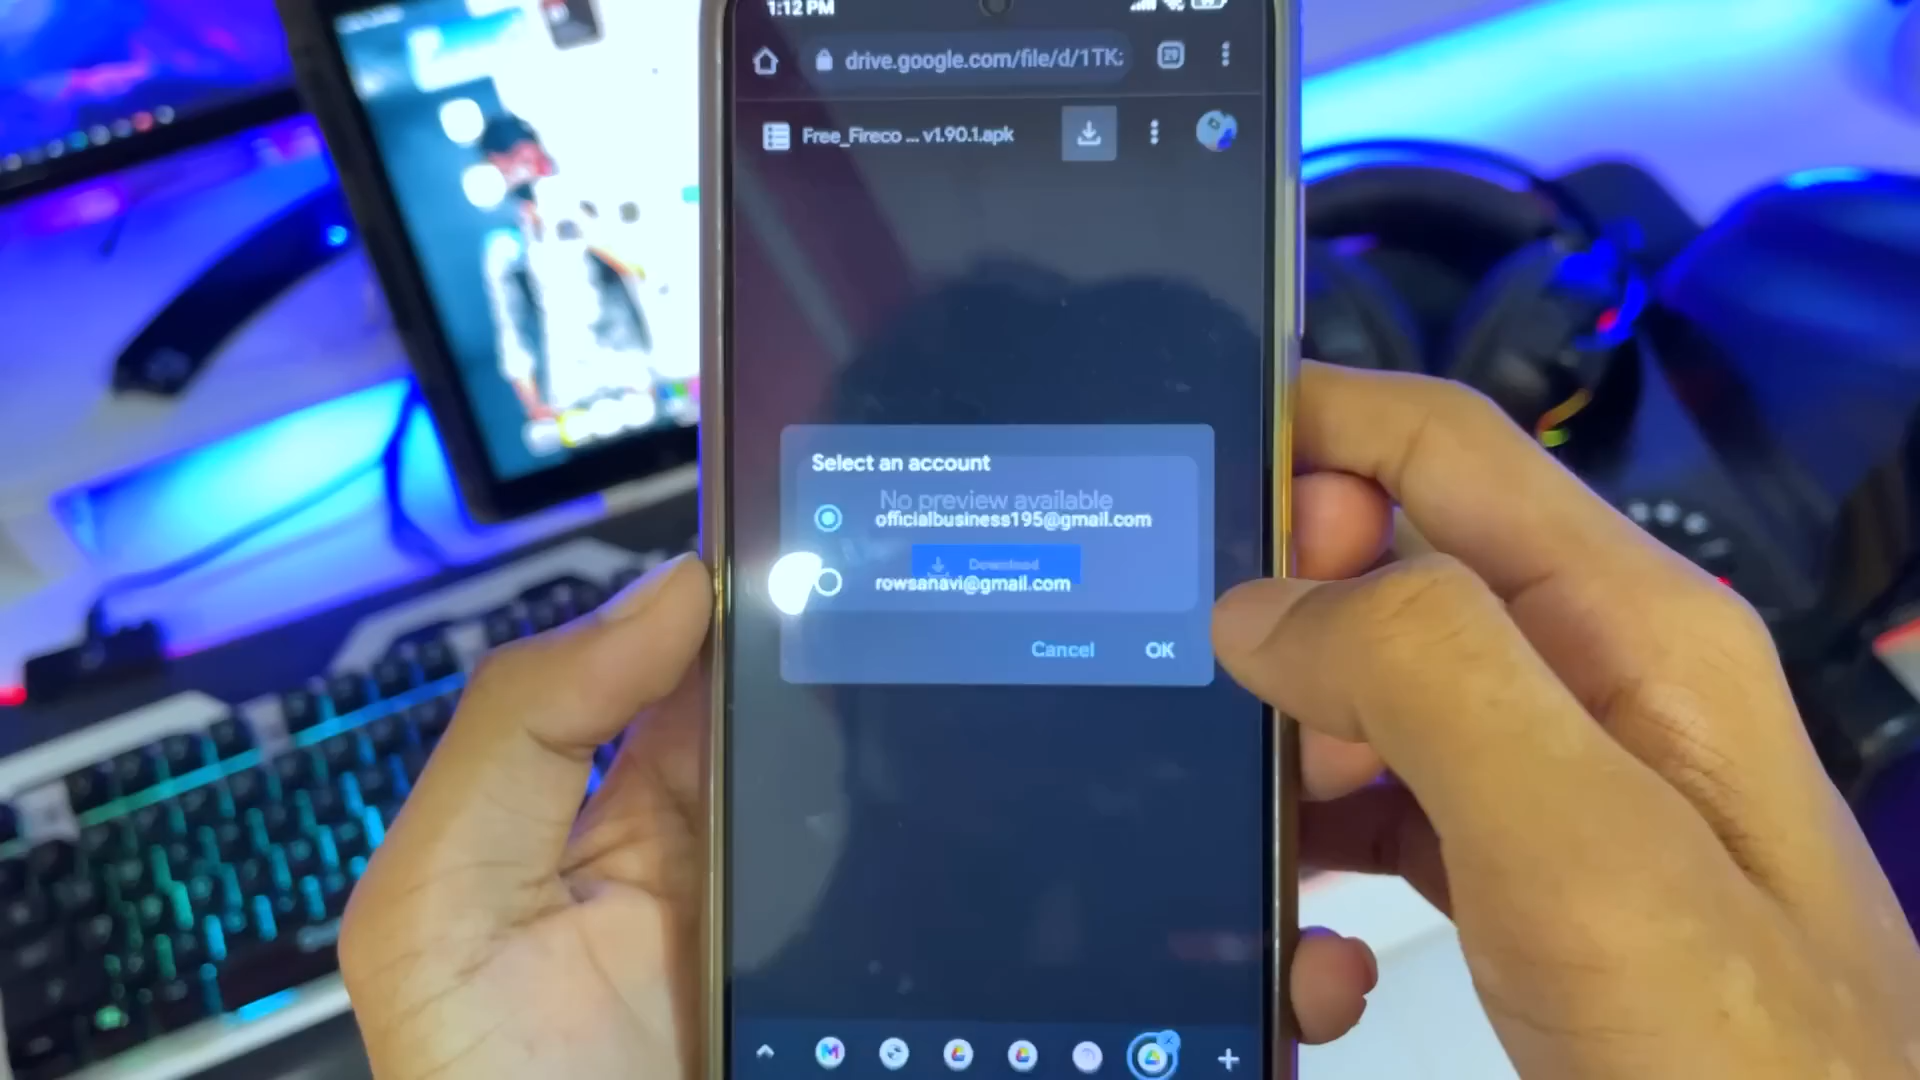 1:12 PM
drive.google.com/file/d/1TK
29
Free_Fireco ... v1.90.1.apk
Select an account
No preview available
officialbusiness195@gmail.com
Download
rowsanavi@gmail.com
Cancel
OK